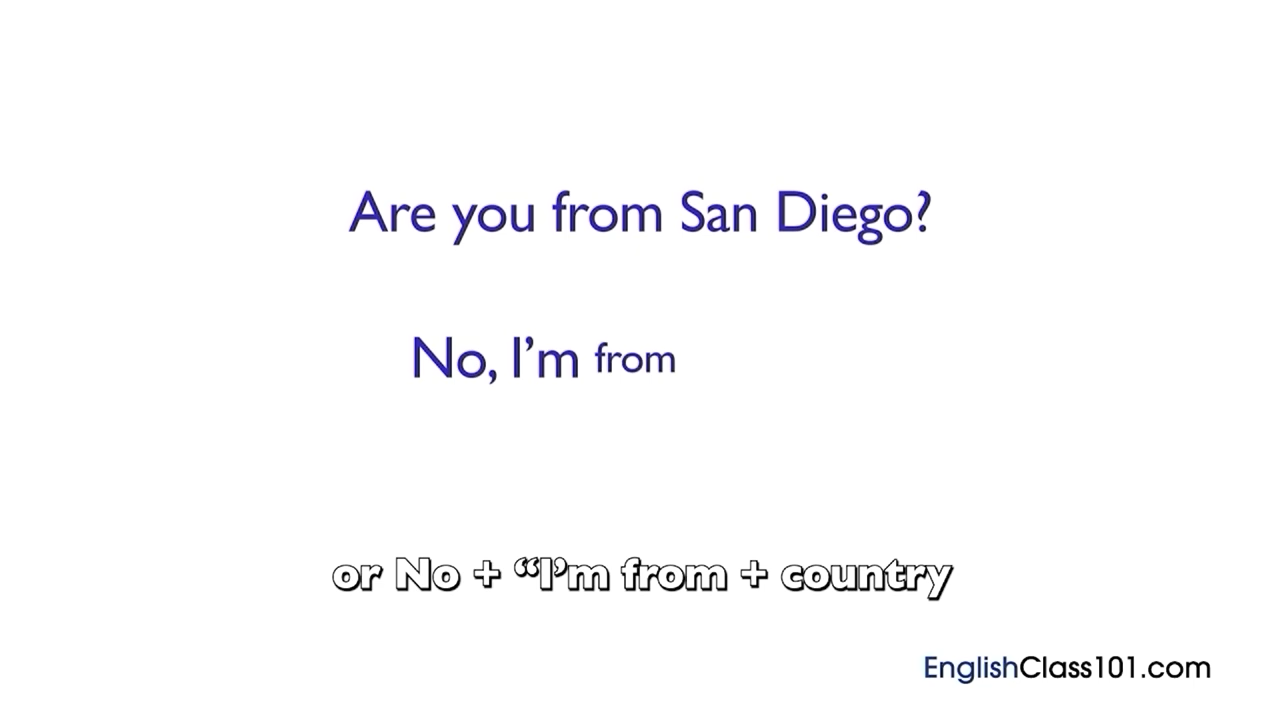 Are you from San Diego?
No, I’m from
or No + “I’m from + country
EnglishClass101.com